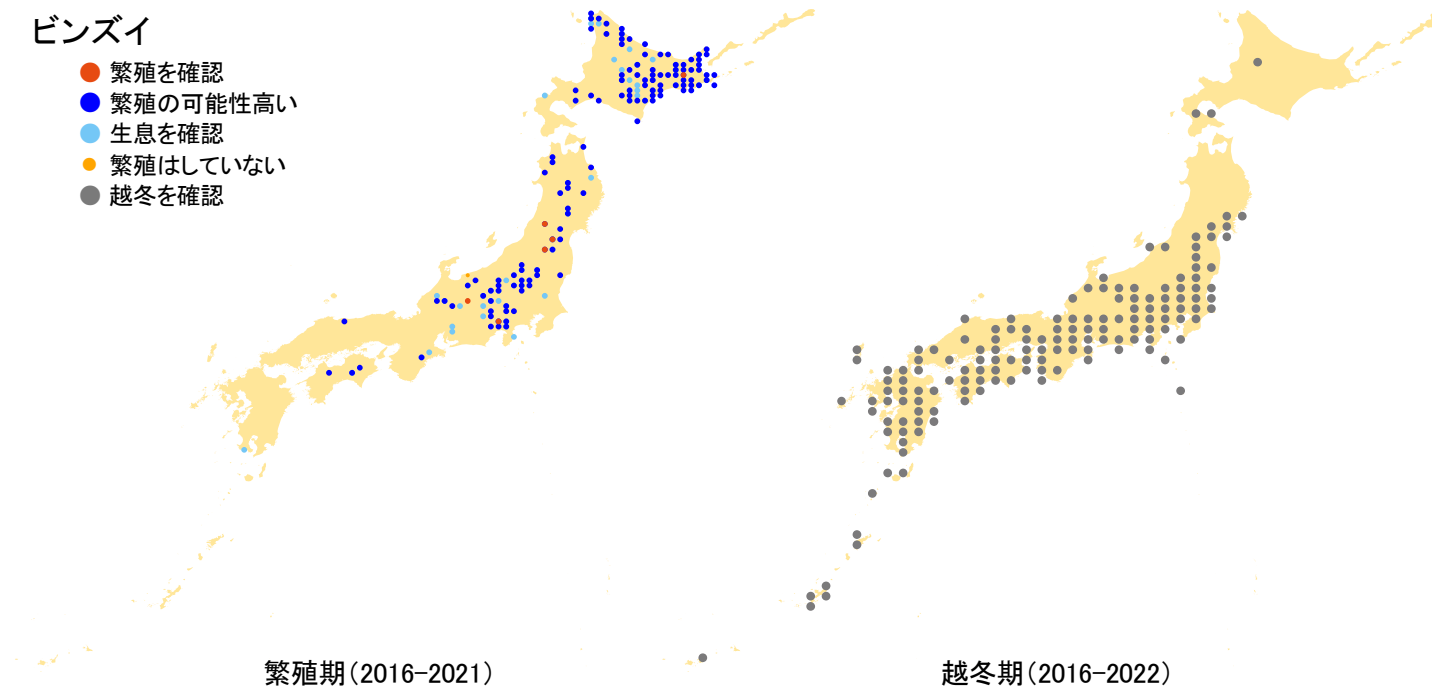 ビンズイ
繁殖を確認
繁殖の可能性高い
生息を確認
繁殖はしていない
越冬を確認
繁殖期(2016-2021)
越冬期(2016-2022)